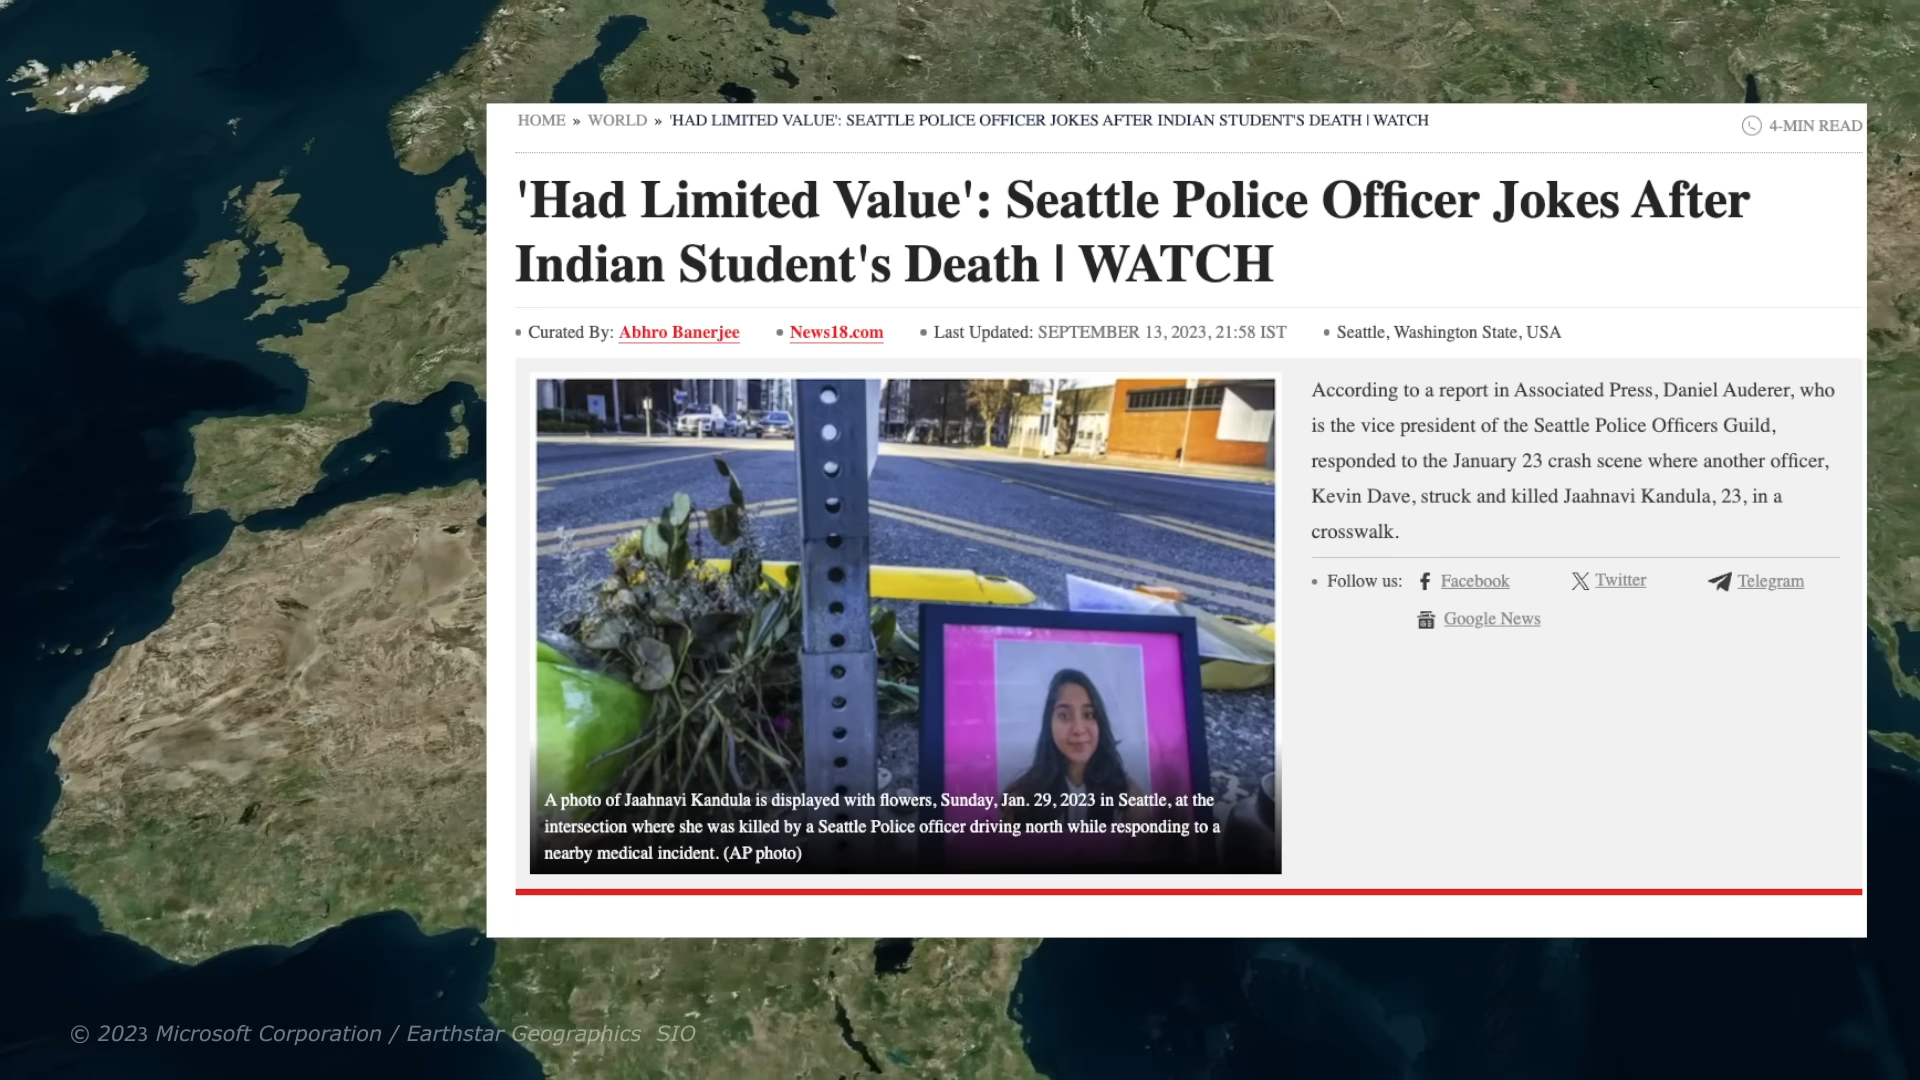 HOME » WORLD » 'HAD LIMITED VALUE': SEATTLE POLICE OFFICER JOKES AFTER INDIAN STUDENT'S DEATH | WATCH
4-MIN READ
'Had Limited Value': Seattle Police Officer Jokes After
Indian Student's Death | WATCH
• Curated By: Abhro Banerjee • News18.com • Last Updated: SEPTEMBER 13, 2023, 21:58 IST • Seattle, Washington State, USA
A photo of Jaahnavi Kandula is displayed with flowers, Sunday, Jan. 29, 2023 in Seattle, at the
intersection where she was killed by a Seattle Police officer driving north while responding to a
nearby medical incident. (AP photo)
According to a report in Associated Press, Daniel Auderer, who
is the vice president of the Seattle Police Officers Guild,
responded to the January 23 crash scene where another officer,
Kevin Dave, struck and killed Jaahnavi Kandula, 23, in a
crosswalk.
• Follow us: Facebook Twitter Telegram
Google News
© 2023 Microsoft Corporation / Earthstar Geographics SIO